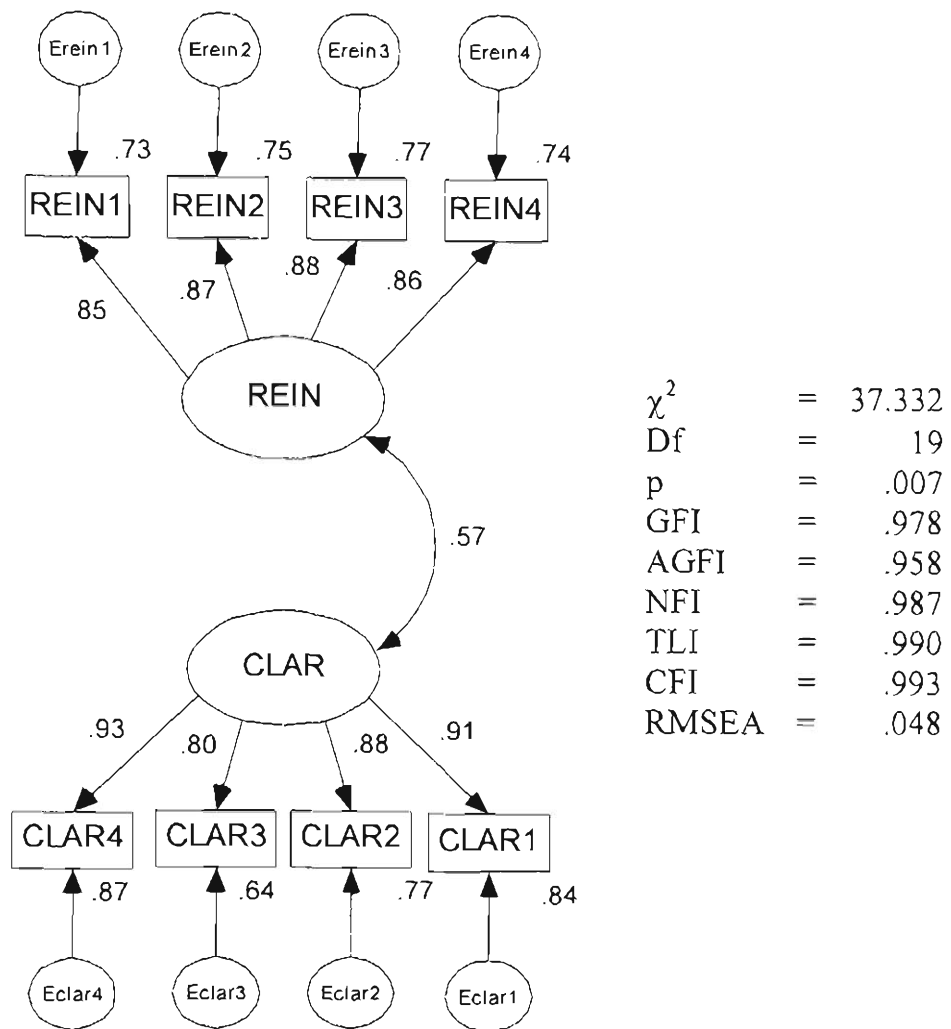 Erein1 Erein2 Erein3 Erein4
.73 .75 .77 .74
REIN1 REIN2 REIN3 REIN4
85 .87 .88 .86
REIN
.57
CLAR
.93 .80 .88 .91
CLAR4 CLAR3 CLAR2 CLAR1
.87 .64 .77 .84
Eclar4 Eclar3 Eclar2 Eclar1
χ² = 37.332
Df = 19
p = .007
GFI = .978
AGFI = .958
NFI = .987
TLI = .990
CFI = .993
RMSEA = .048